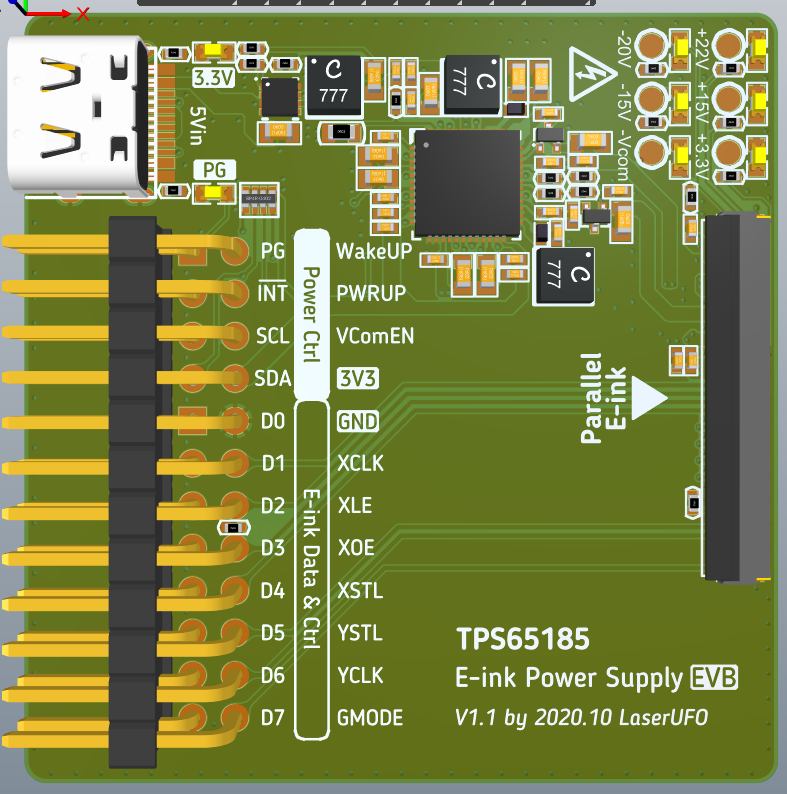 X
-20V
+22V
3.3V
C
777
C
777
5Vin
-15V
+15V
-Vcom
+3.3V
PG
PG WakeUP
INT PWRUP
SCL VComEN
SDA 3V3
Power Ctrl
C
777
D0 GND
D1 XCLK
D2 XLE
D3 XOE
D4 XSTL
D5 YSTL
D6 YCLK
D7 GMODE
E-ink Data & Ctrl
Parallel
E-ink
TPS65185
E-ink Power Supply EVB
V1.1 by 2020.10 LaserUFO